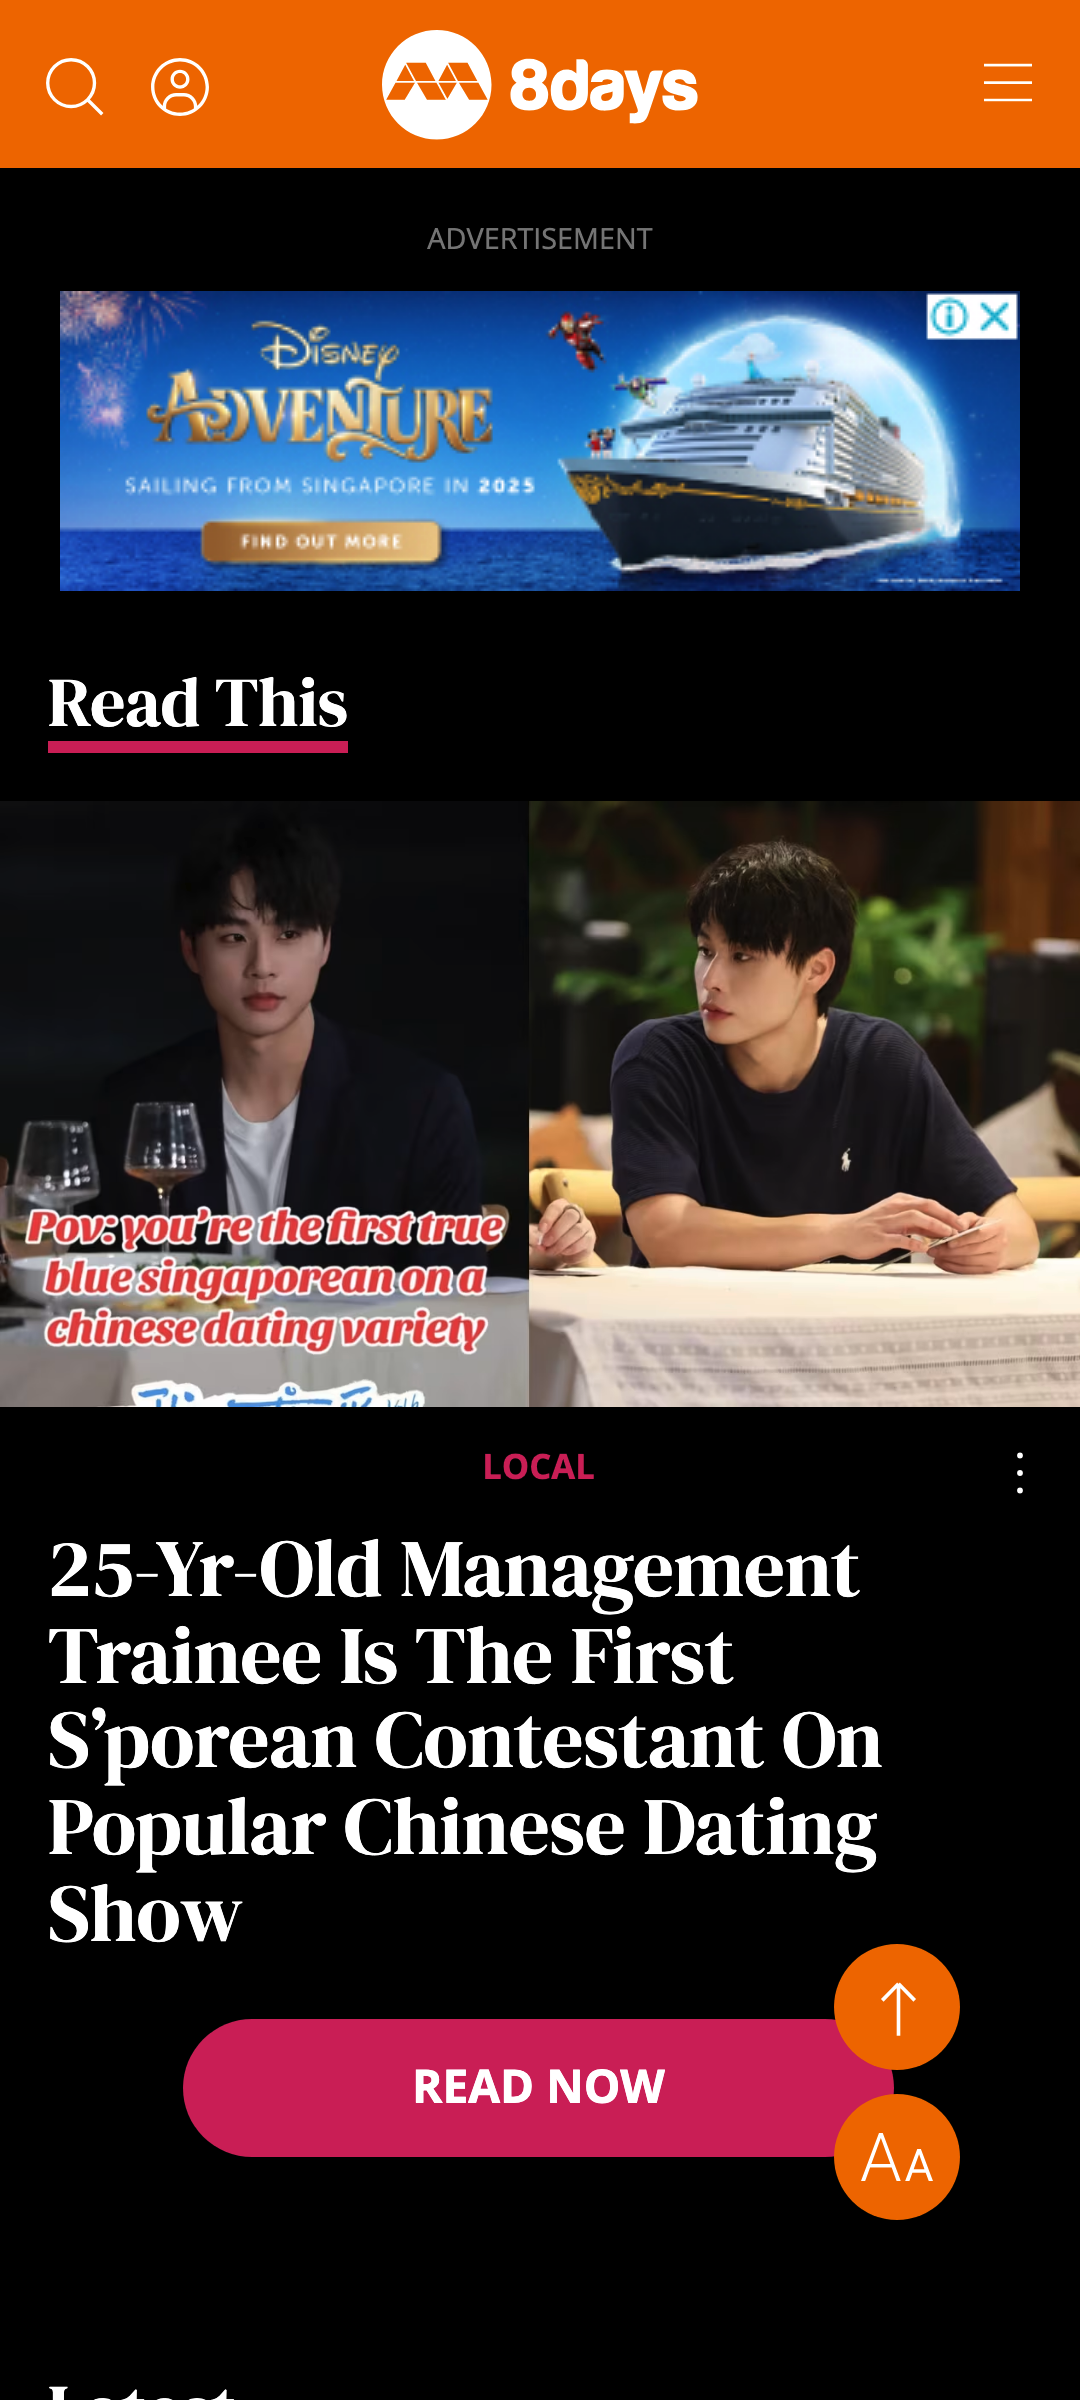 8days
ADVERTISEMENT
Disney
ADVENTURE
SAILING FROM SINGAPORE IN 2025
FIND OUT MORE
Read This
Pov: you're the first true
blue singaporean on a
chinese dating variety
LOCAL
25-Yr-Old Management
Trainee Is The First
S’porean Contestant On
Popular Chinese Dating
Show
READ NOW
AA
Latest